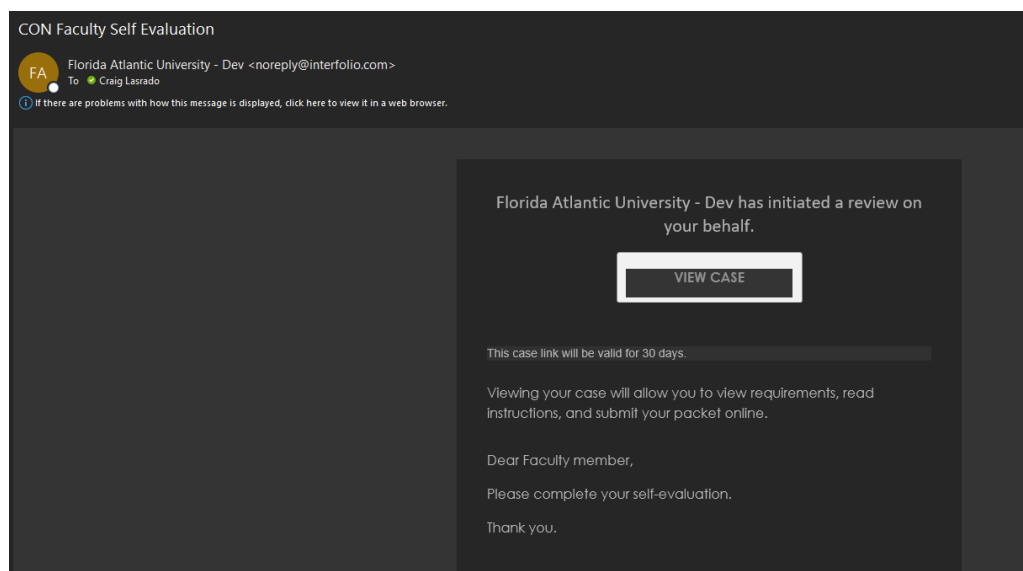 CON Faculty Self Evaluation
FA
Florida Atlantic University - Dev <noreply@interfolio.com>
To Craig Lasrado
If there are problems with how this message is displayed, click here to view it in a web browser.
Florida Atlantic University - Dev has initiated a review on
your behalf.
VIEW CASE
This case link will be valid for 30 days.
Viewing your case will allow you to view requirements, read
instructions, and submit your packet online.
Dear Faculty member,
Please complete your self-evaluation.
Thank you.